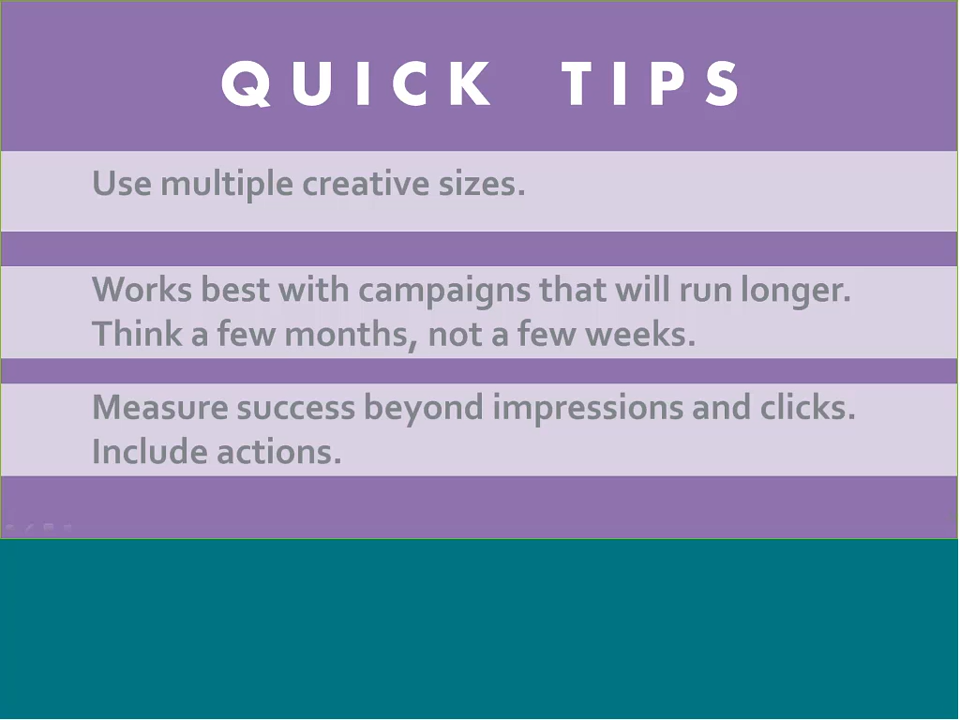 QUICK TIPS
Use multiple creative sizes.
Works best with campaigns that will run longer.
Think a few months, not a few weeks.
Measure success beyond impressions and clicks.
Include actions.